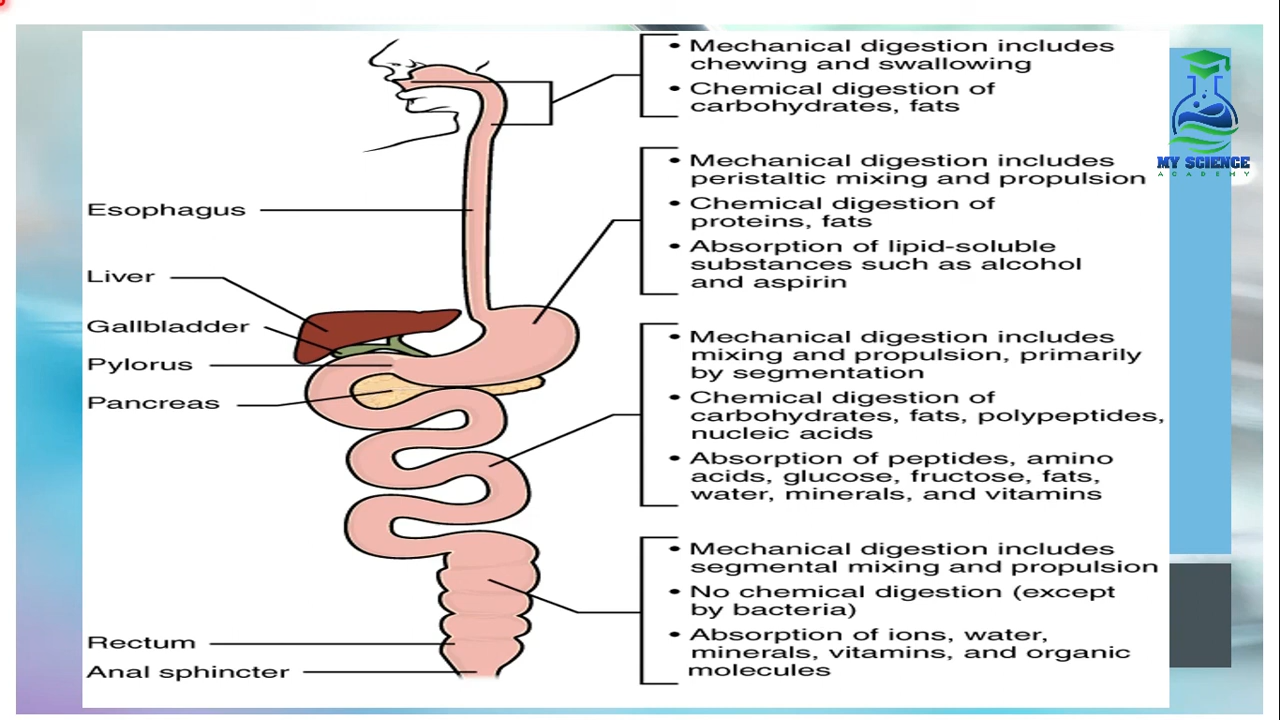 • Mechanical digestion includes
chewing and swallowing
• Chemical digestion of
carbohydrates, fats
• Mechanical digestion includes
peristaltic mixing and propulsion
• Chemical digestion of
proteins, fats
• Absorption of lipid-soluble
substances such as alcohol
and aspirin
• Mechanical digestion includes
mixing and propulsion, primarily
by segmentation
• Chemical digestion of
carbohydrates, fats, polypeptides,
nucleic acids
• Absorption of peptides, amino
acids, glucose, fructose, fats,
water, minerals, and vitamins
• Mechanical digestion includes
segmental mixing and propulsion
• No chemical digestion (except
by bacteria)
• Absorption of ions, water,
minerals, vitamins, and organic
molecules
Esophagus
Liver
Gallbladder
Pylorus
Pancreas
Rectum
Anal sphincter
MY SCIENCE
ACADEMY